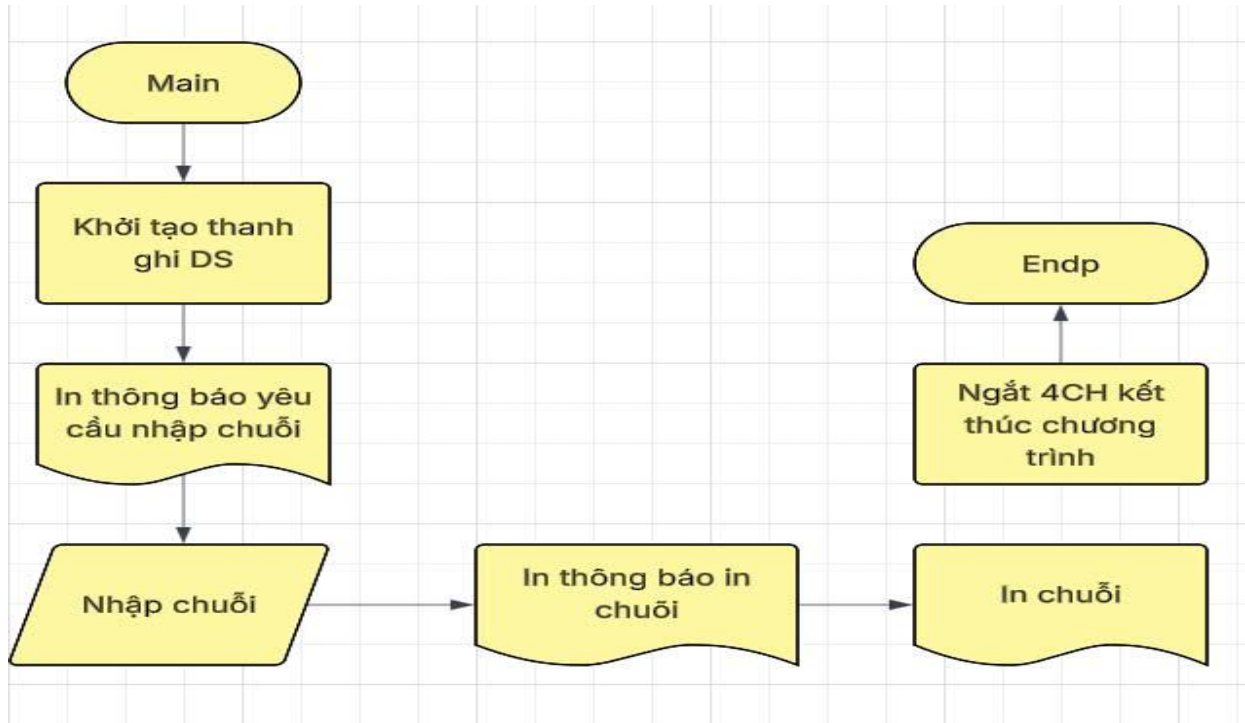 Main
Khởi tạo thanh
ghi DS
In thông báo yêu
cầu nhập chuỗi
Nhập chuỗi
In thông báo in
chuõi
In chuỗi
Ngắt 4CH kết
thúc chương
trình
Endp